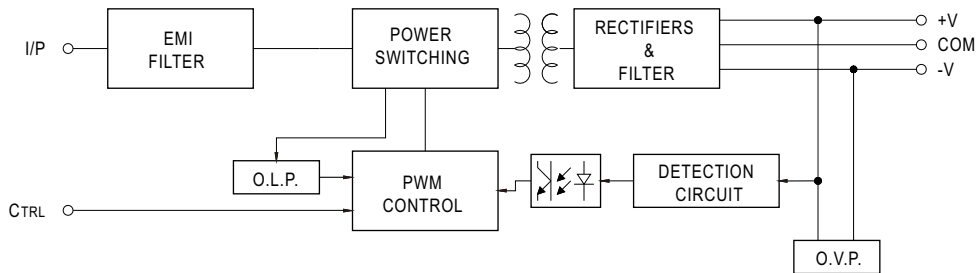 I/P
EMI
FILTER
POWER
SWITCHING
RECTIFIERS
&
FILTER
+V
COM
-V
O.L.P.
PWM
CONTROL
DETECTION
CIRCUIT
CTRL
O.V.P.